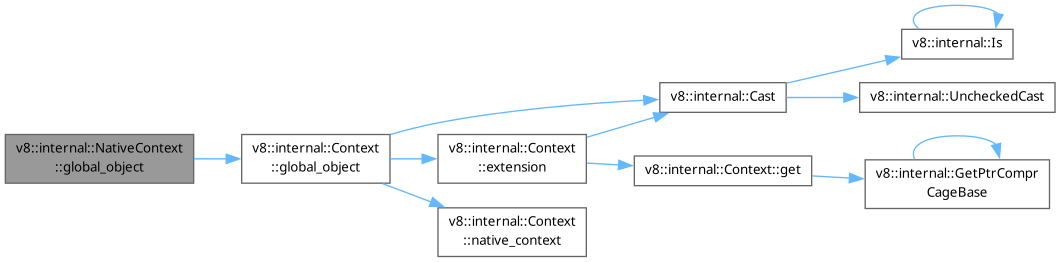 v8::internal::NativeContext
::global_object
v8::internal::Context
::global_object
v8::internal::Cast
v8::internal::Is
v8::internal::UncheckedCast
v8::internal::Context
::extension
v8::internal::Context::get
v8::internal::GetPtrCompr
CageBase
v8::internal::Context
::native_context